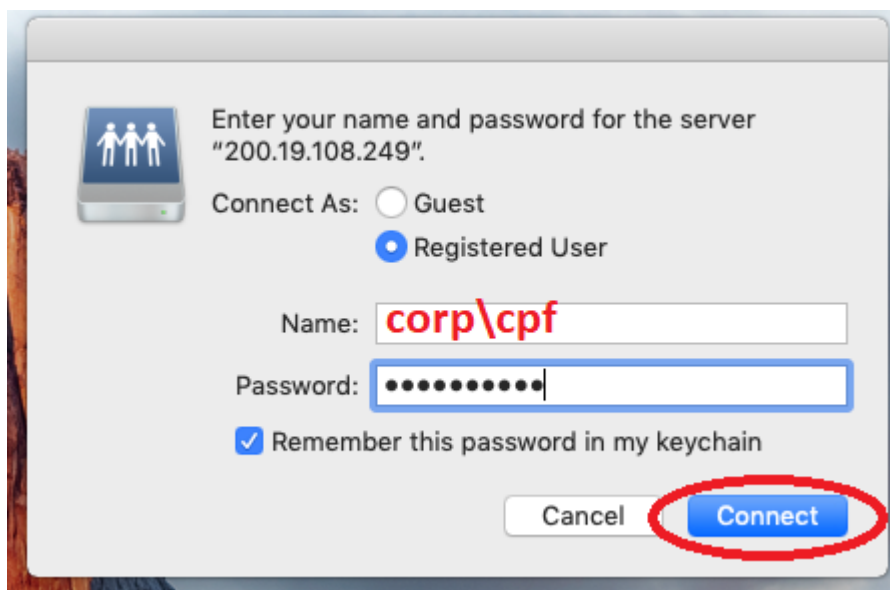 Enter your name and password for the server
“200.19.108.249”.
Connect As: Guest
Registered User
Name: corp\cpf
Password: ••••••••••
Remember this password in my keychain
Cancel Connect